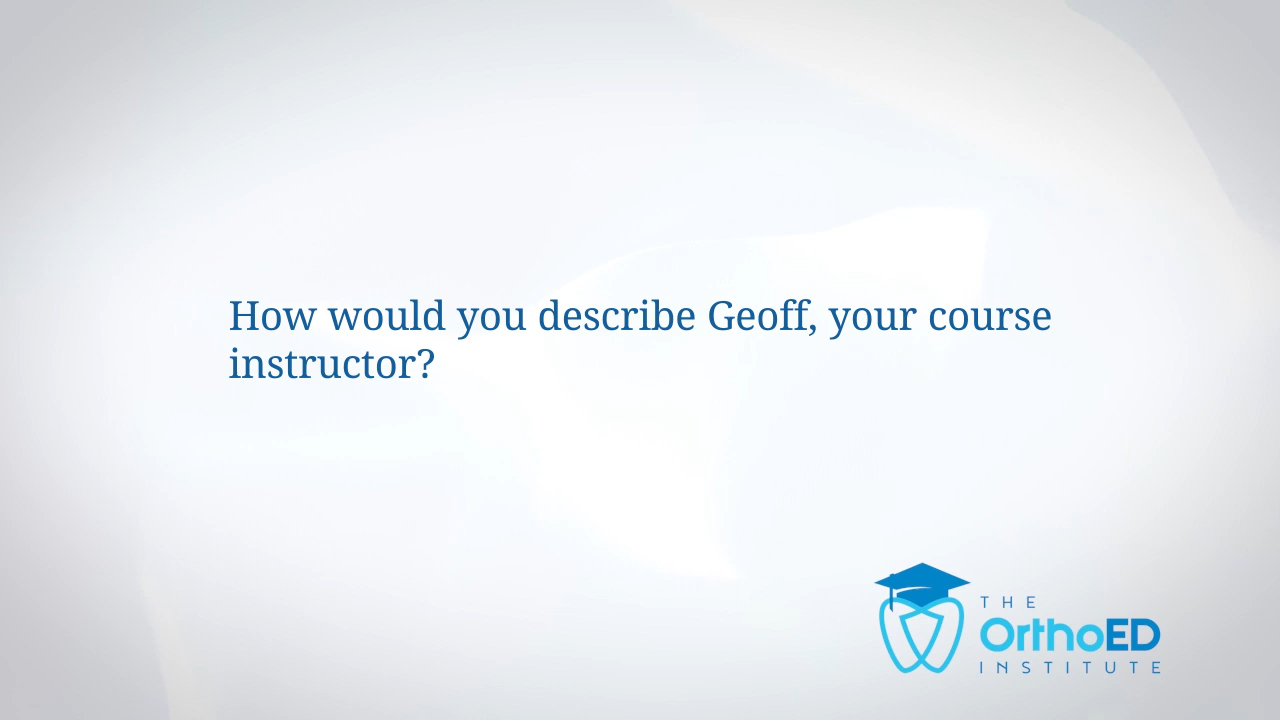 How would you describe Geoff, your course
instructor?
THE
OrthoED
INSTITUTE